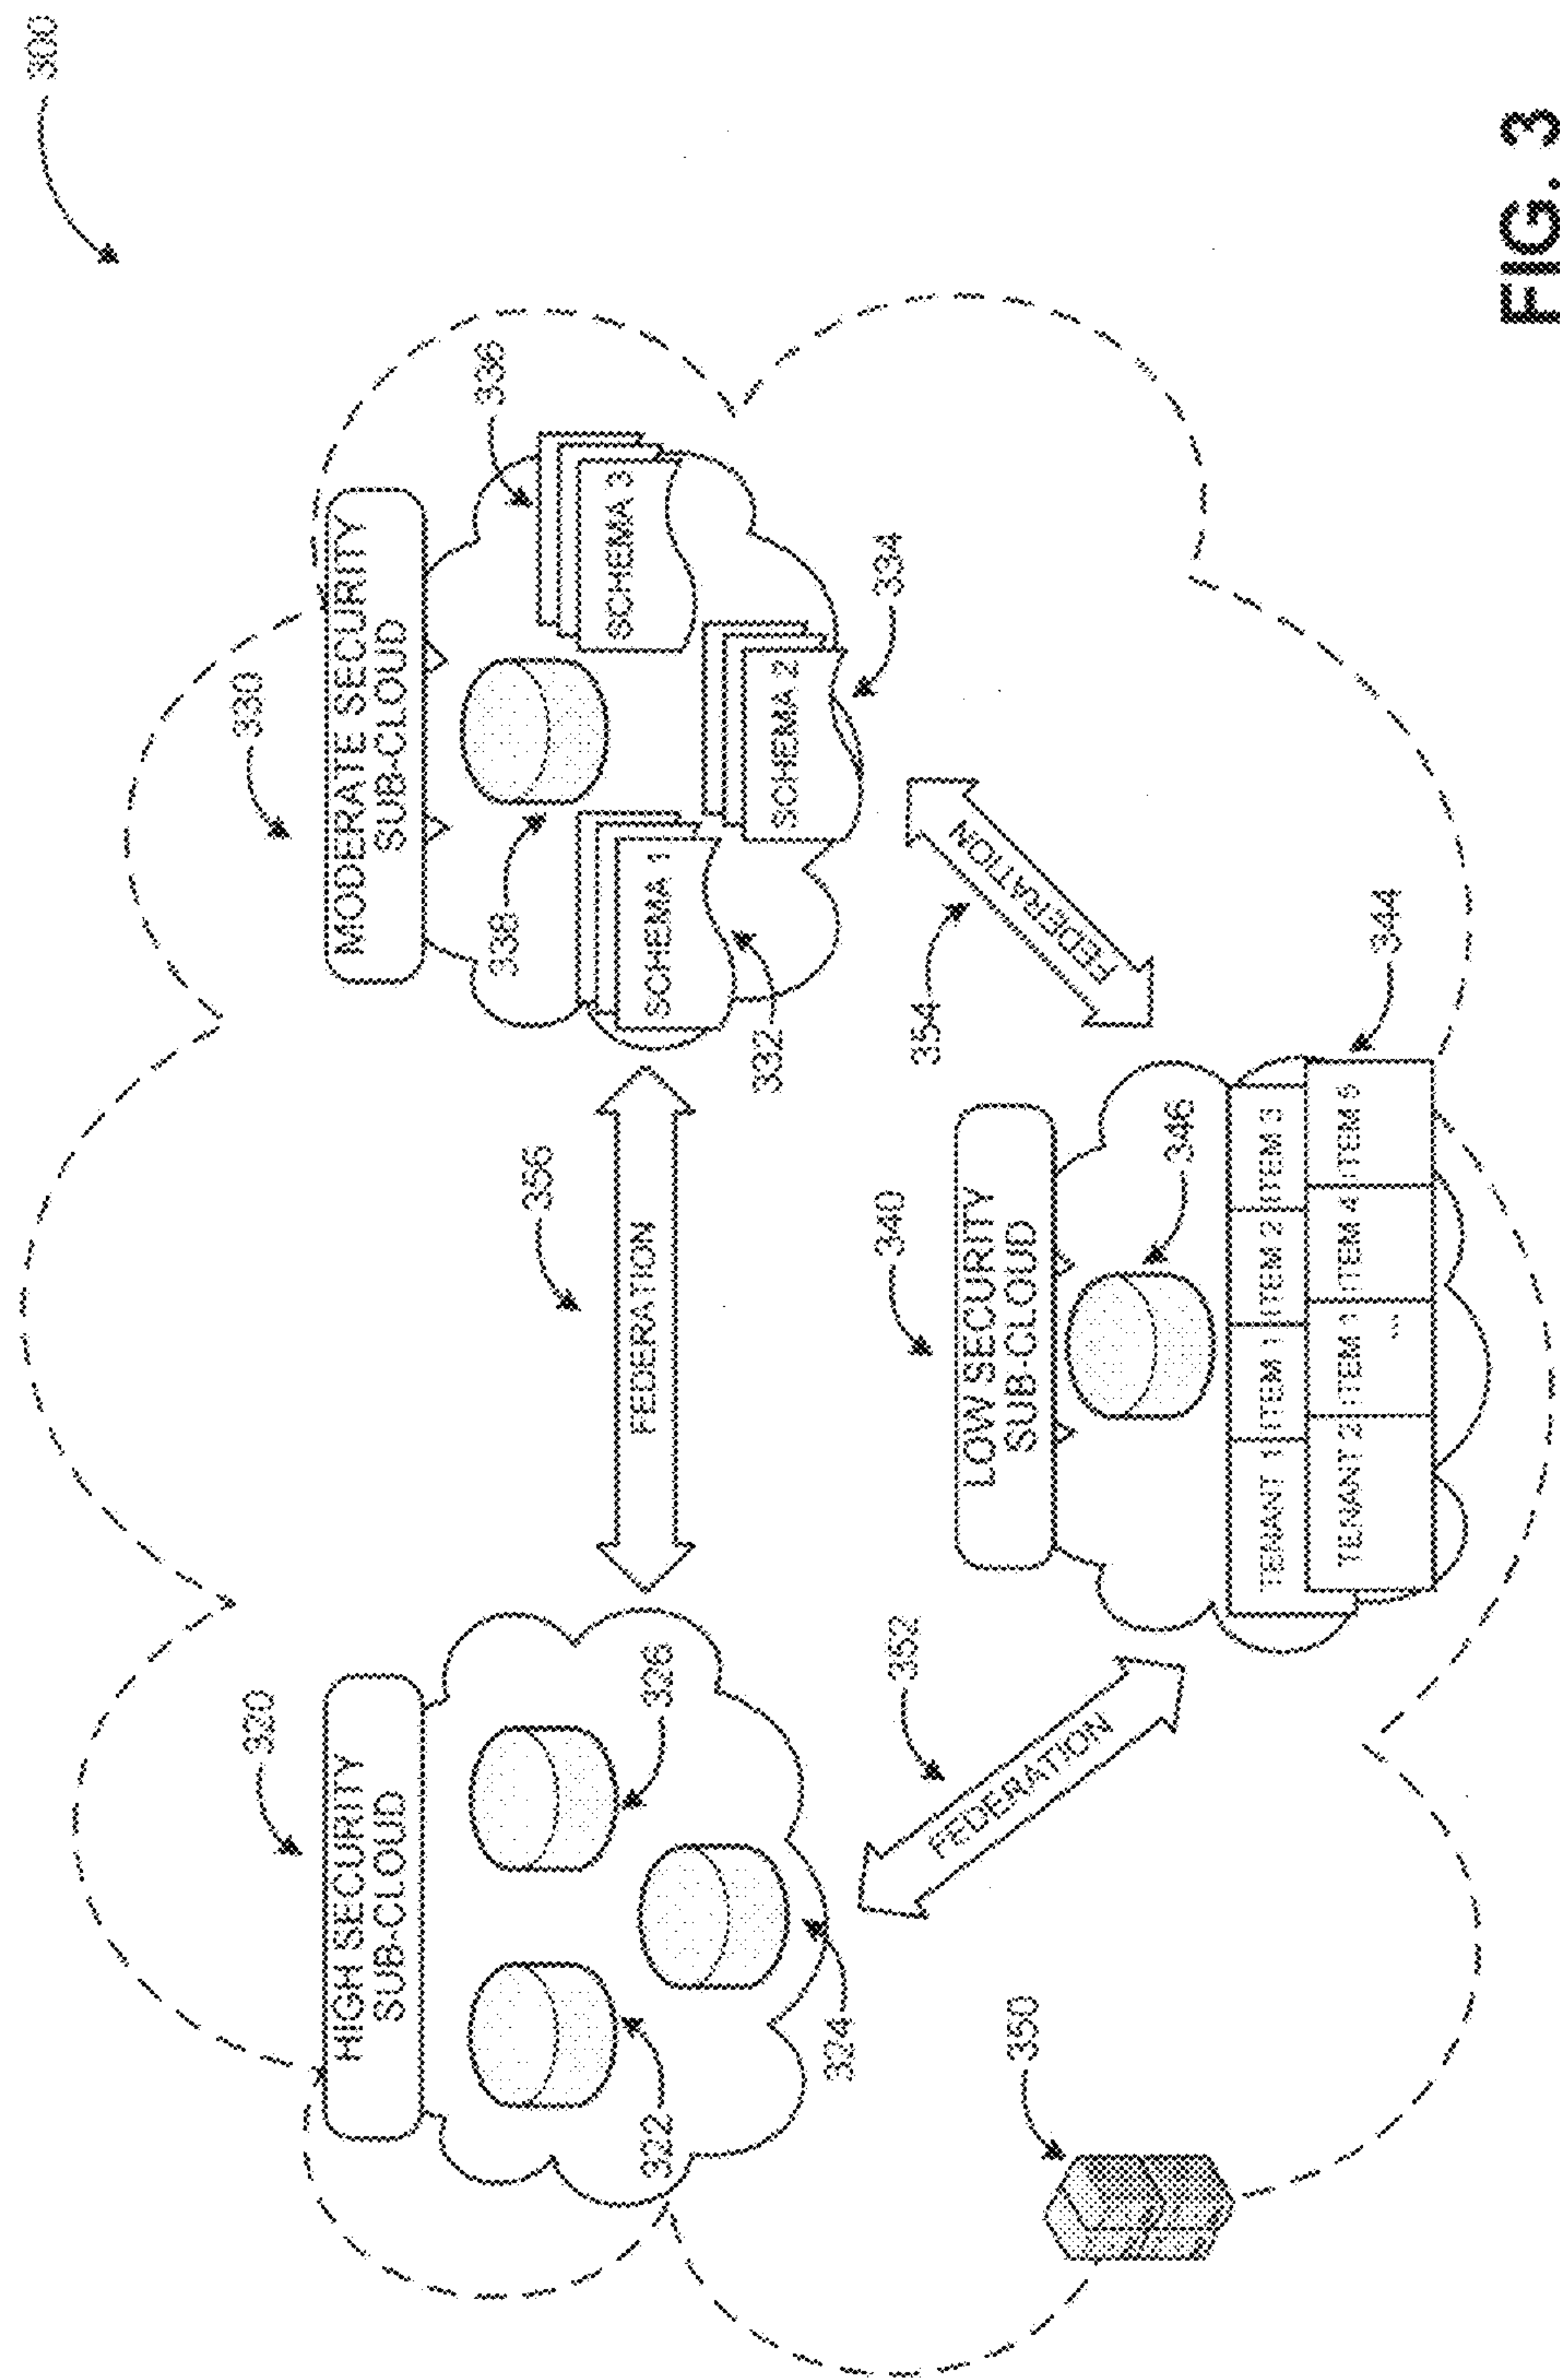 300
320
HIGH SECURITY
SUB-CLOUD
322
324
326
330
MODERATE SECURITY
SUB-CLOUD
338
336
SCHEMA 1
SCHEMA 2
SCHEMA 3
332
334
356
FEDERATION
352
FEDERATION
354
FEDERATION
340
LOW SECURITY
SUB-CLOUD
346
TENANT 1 ITEM 1 ITEM 2 ITEM 3
TENANT 2 ITEM 1 ITEM 4 ITEM 5
...
344
350
FIG. 3